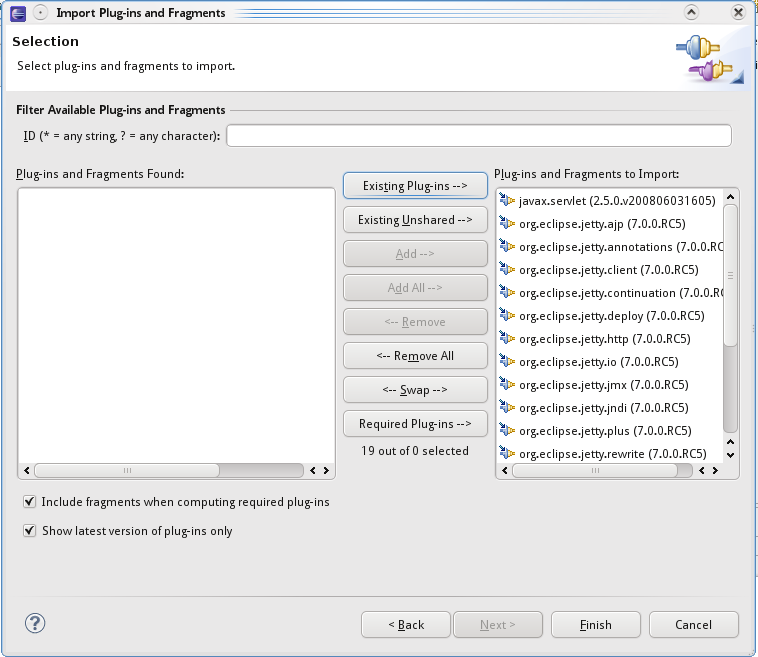 Import Plug-ins and Fragments
Selection
Select plug-ins and fragments to import.
Filter Available Plug-ins and Fragments
ID (* = any string, ? = any character):
Plug-ins and Fragments Found:
Existing Plug-ins -->
Existing Unshared -->
Add -->
Add All -->
<-- Remove
<-- Remove All
<-- Swap -->
Required Plug-ins -->
19 out of 0 selected
Plug-ins and Fragments to Import:
javax.servlet (2.5.0.v200806031605)
org.eclipse.jetty.ajp (7.0.0.RC5)
org.eclipse.jetty.annotations (7.0.0.RC
org.eclipse.jetty.client (7.0.0.RC5)
org.eclipse.jetty.continuation (7.0.0.RC
org.eclipse.jetty.deploy (7.0.0.RC5)
org.eclipse.jetty.http (7.0.0.RC5)
org.eclipse.jetty.io (7.0.0.RC5)
org.eclipse.jetty.jmx (7.0.0.RC5)
org.eclipse.jetty.jndi (7.0.0.RC5)
org.eclipse.jetty.plus (7.0.0.RC5)
org.eclipse.jetty.rewrite (7.0.0.RC5)
Include fragments when computing required plug-ins
Show latest version of plug-ins only
?
< Back
Next >
Finish
Cancel